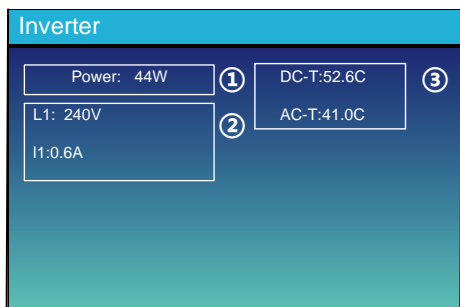 Inverter
Power: 44W
①
L1: 240V
I1:0.6A
②
DC-T:52.6C
AC-T:41.0C
③